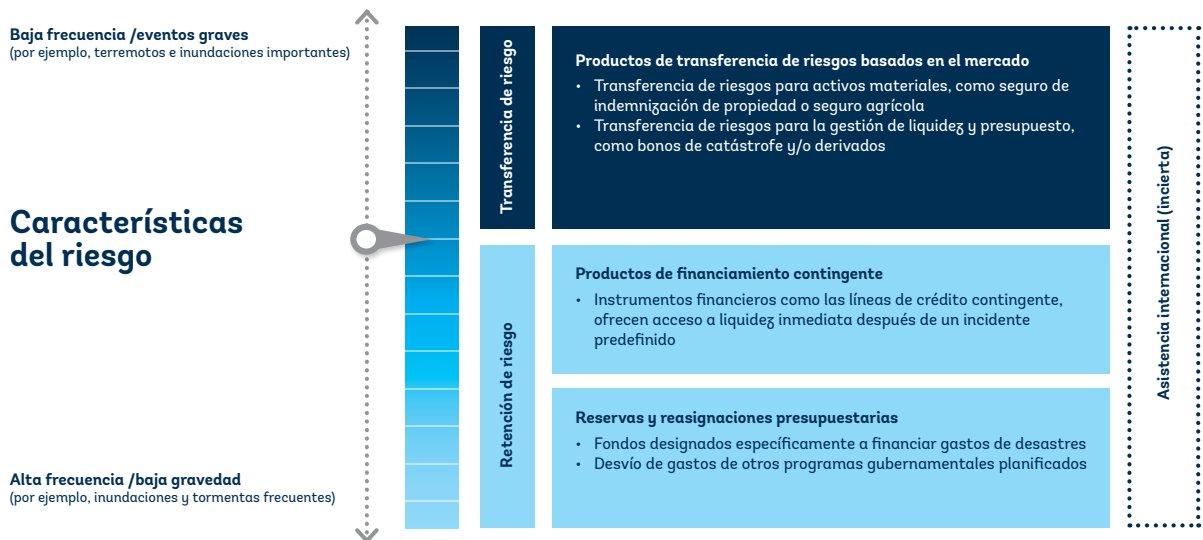 Baja frecuencia /eventos graves
(por ejemplo, terremotos e inundaciones importantes)
Características
del riesgo
Alta frecuencia /baja gravedad
(por ejemplo, inundaciones y tormentas frecuentes)
Transferencia de riesgo
Productos de transferencia de riesgos basados en el mercado
• Transferencia de riesgos para activos materiales, como seguro de
indemnización de propiedad o seguro agrícola
• Transferencia de riesgos para la gestión de liquidez y presupuesto,
como bonos de catástrofe y/o derivados
Retención de riesgo
Productos de financiamiento contingente
• Instrumentos financieros como las líneas de crédito contingente,
ofrecen acceso a liquidez inmediata después de un incidente
predefinido
Reservas y reasignaciones presupuestarias
• Fondos designados específicamente a financiar gastos de desastres
• Desvío de gastos de otros programas gubernamentales planificados
Asistencia internacional (incierta)